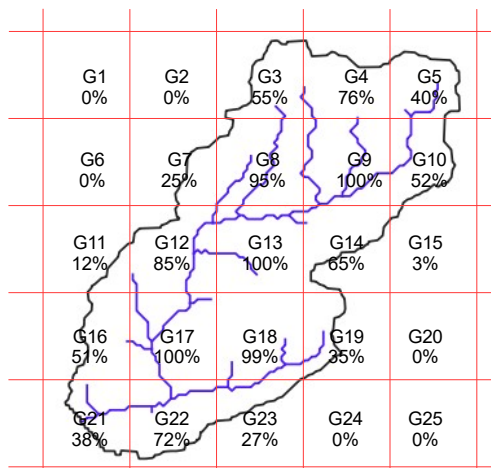 G1 G2 G3 G4 G5
0% 0% 55% 76% 40%
G6 G7 G8 G9 G10
0% 25% 95% 100% 52%
G11 G12 G13 G14 G15
12% 85% 100% 65% 3%
G16 G17 G18 G19 G20
51% 100% 99% 35% 0%
G21 G22 G23 G24 G25
38% 72% 27% 0% 0%